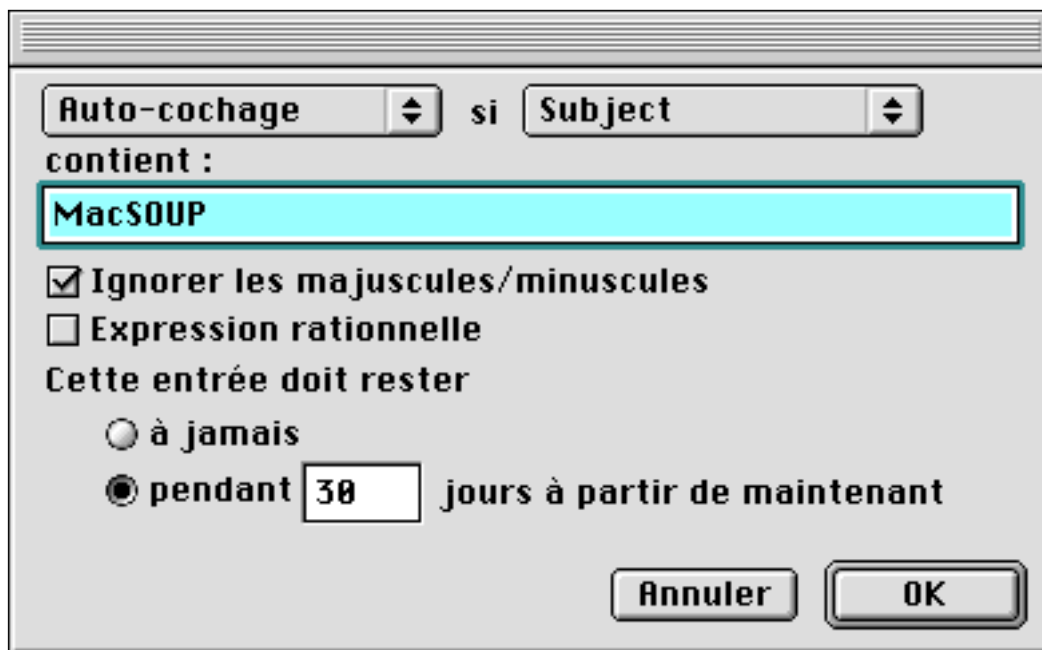 Auto-cochage si Subject
contient :
MacSOUP
Ignorer les majuscules/minuscules
Expression rationnelle
Cette entrée doit rester
à jamais
pendant 30 jours à partir de maintenant
Annuler OK